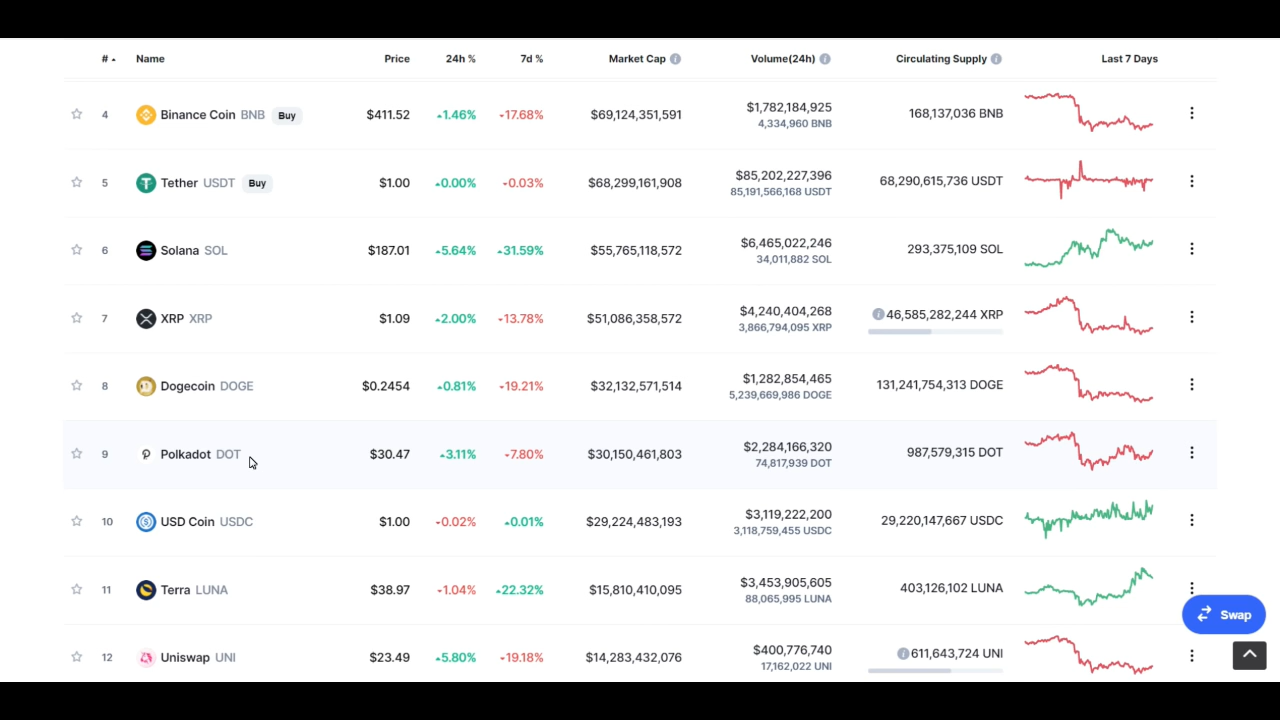 # Name Price 24h % 7d % Market Cap Volume(24h) Circulating Supply Last 7 Days
4 Binance Coin BNB Buy $411.52 1.46% 17.68% $69,124,351,591 $1,782,184,925 168,137,036 BNB
4,334,960 BNB
5 Tether USDT Buy $1.00 0.00% 0.03% $68,299,161,908 $85,202,227,396 68,290,615,736 USDT
85,191,566,168 USDT
6 Solana SOL $187.01 5.64% 31.59% $55,765,118,572 $6,465,022,246 293,375,109 SOL
34,011,882 SOL
7 XRP XRP $1.09 2.00% 13.78% $51,086,358,572 $4,240,404,268 46,585,282,244 XRP
3,866,794,095 XRP
8 Dogecoin DOGE $0.2454 0.81% 19.21% $32,132,571,514 $1,282,854,465 131,241,754,313 DOGE
5,239,669,986 DOGE
9 Polkadot DOT $30.47 3.11% 7.80% $30,150,461,803 $2,284,166,320 987,579,315 DOT
74,817,939 DOT
10 USD Coin USDC $1.00 0.02% 0.01% $29,224,483,193 $3,119,222,200 29,220,147,667 USDC
3,118,759,455 USDC
11 Terra LUNA $38.97 1.04% 22.32% $15,810,410,095 $3,453,905,605 403,126,102 LUNA
88,065,995 LUNA
Swap
12 Uniswap UNI $23.49 5.80% 19.18% $14,283,432,076 $400,776,740 611,643,724 UNI
17,162,022 UNI